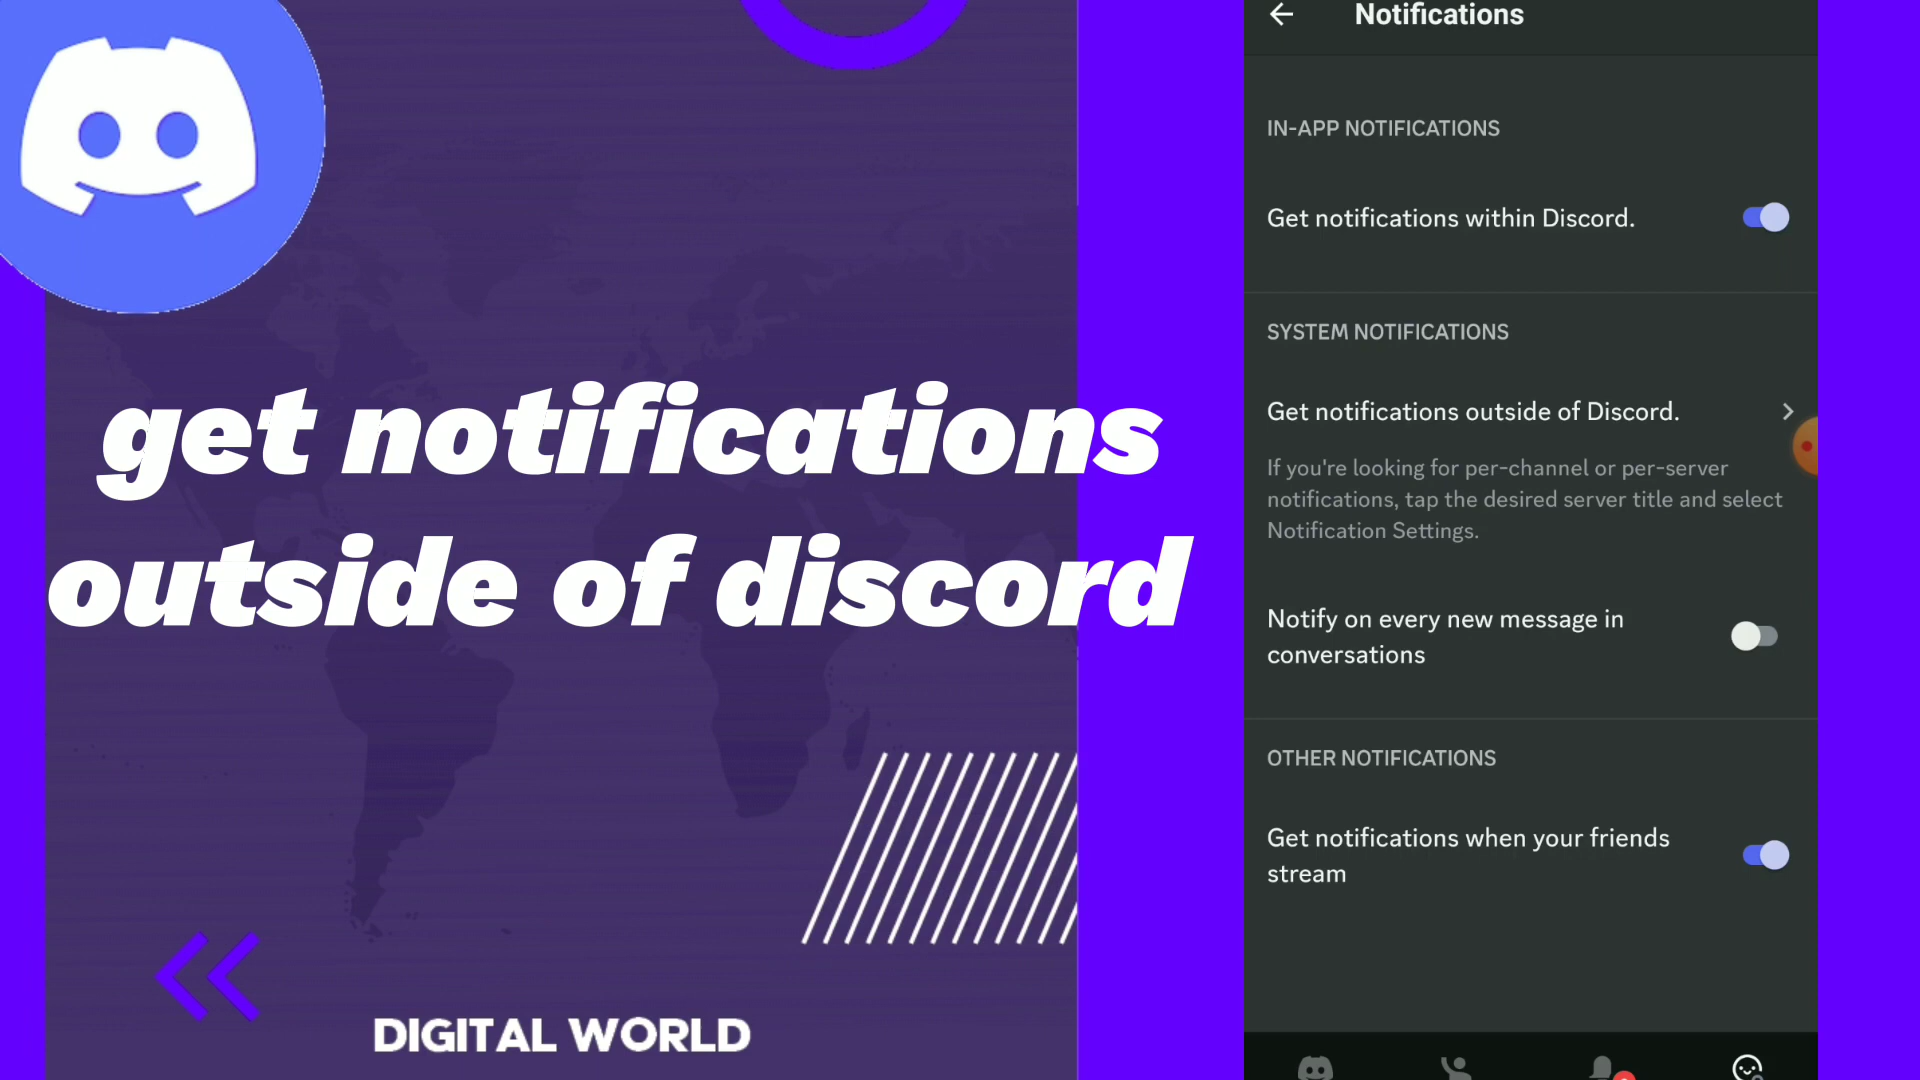 get notifications
outside of discord
DIGITAL WORLD
Notifications
IN-APP NOTIFICATIONS
Get notifications within Discord.
SYSTEM NOTIFICATIONS
Get notifications outside of Discord.
If you're looking for per-channel or per-server
notifications, tap the desired server title and select
Notification Settings.
Notify on every new message in
conversations
OTHER NOTIFICATIONS
Get notifications when your friends
stream